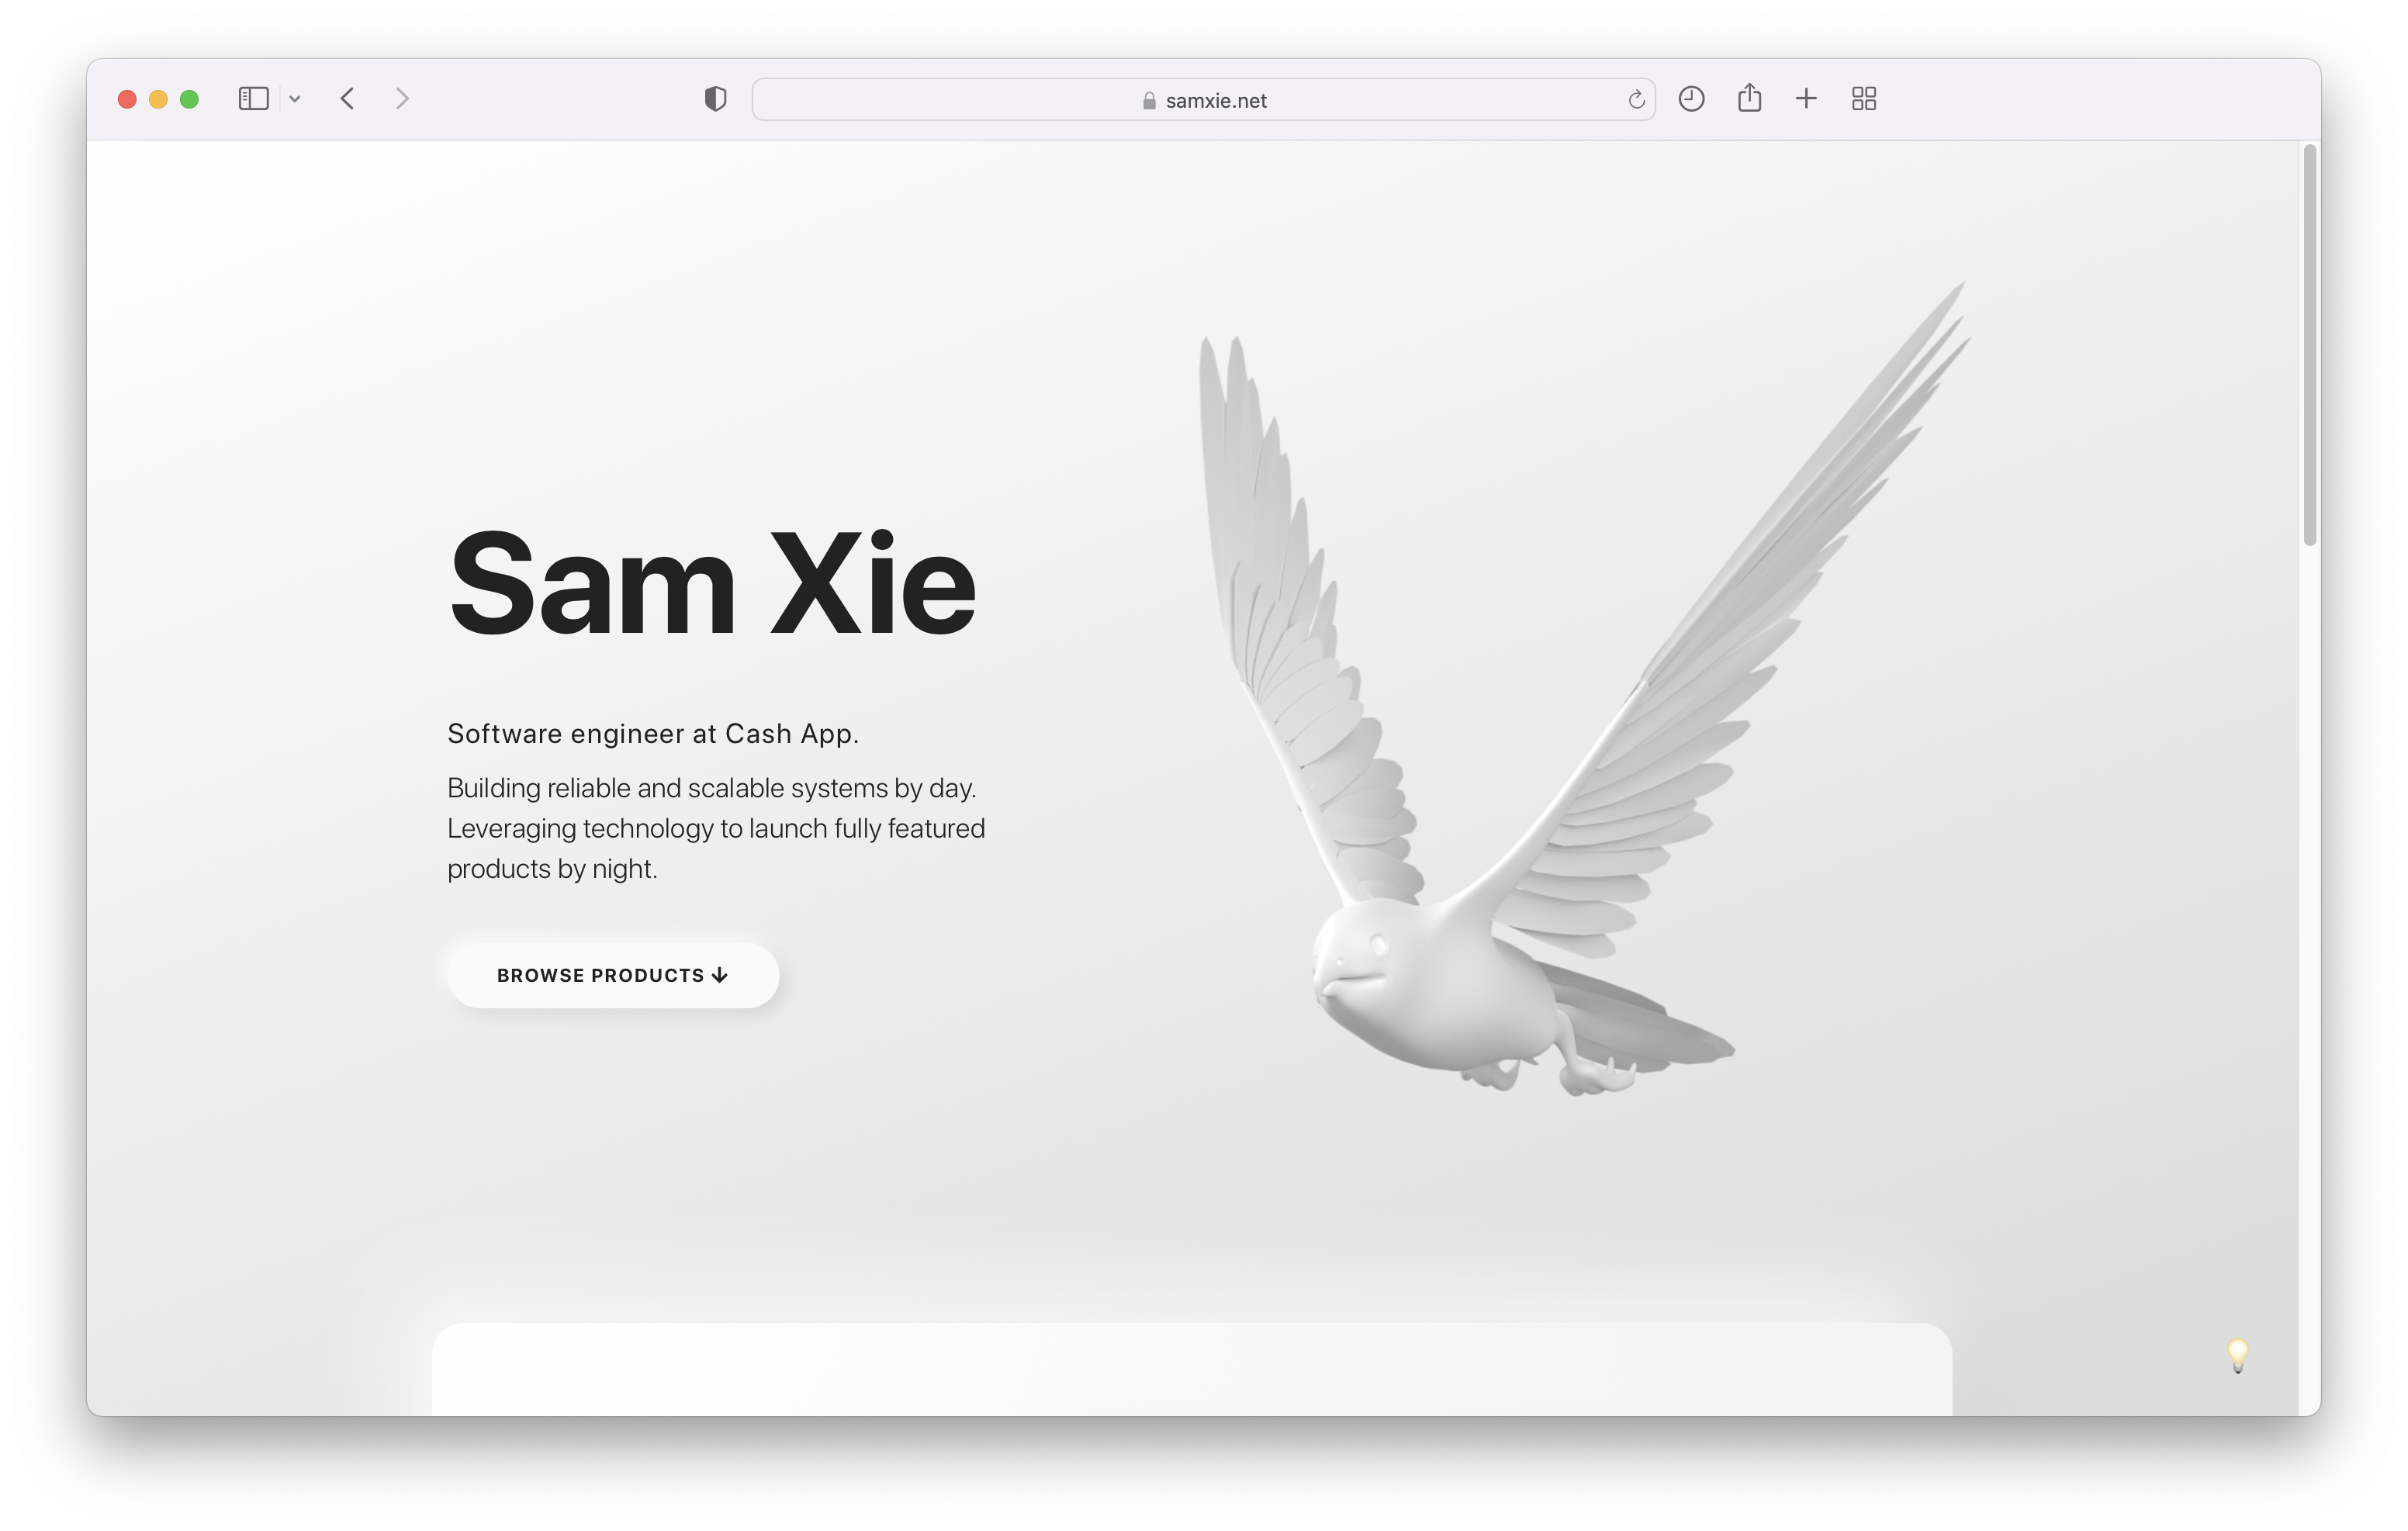 samxie.net
Sam Xie
Software engineer at Cash App.
Building reliable and scalable systems by day.
Leveraging technology to launch fully featured
products by night.
BROWSE PRODUCTS ↓